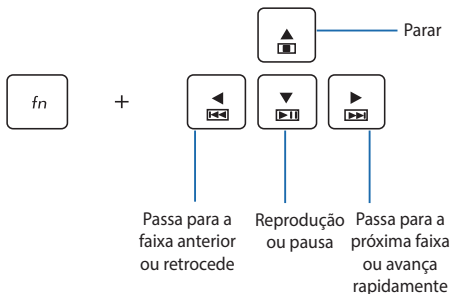 Parar
fn
+
Passa para a
faixa anterior
ou retrocede
Reprodução
ou pausa
Passa para a
próxima faixa
ou avança
rapidamente